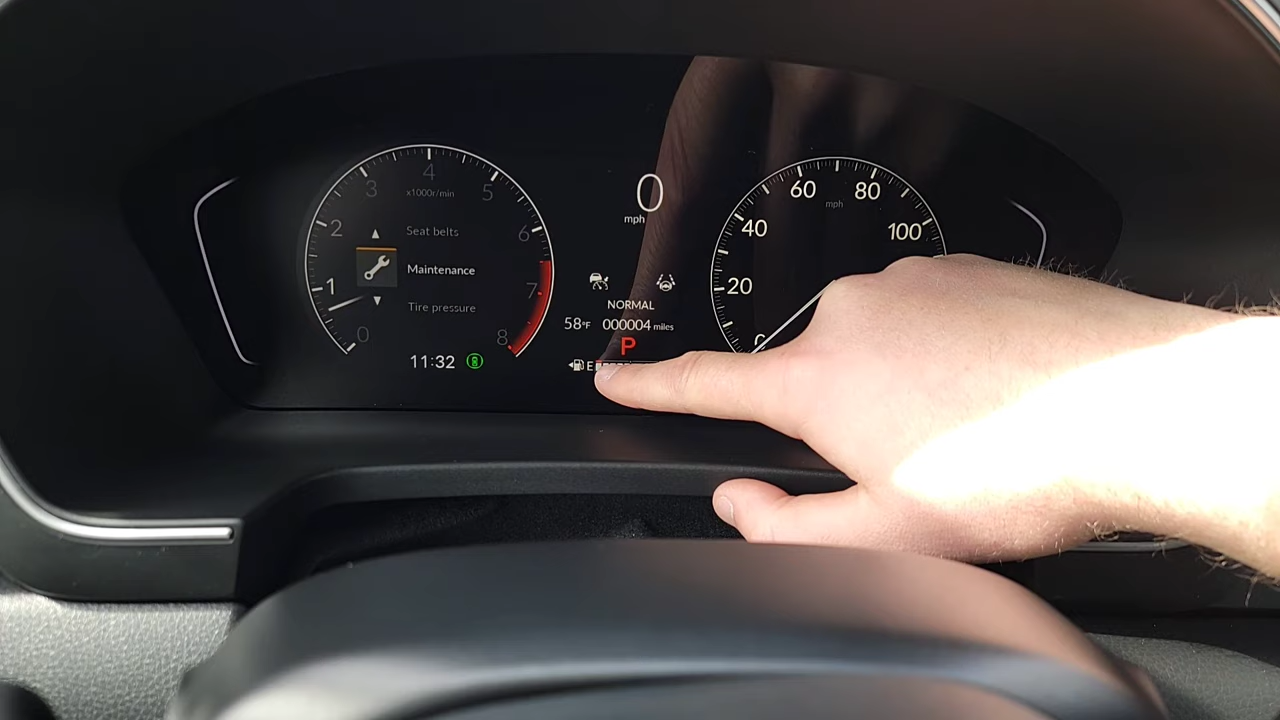 4
3
5
x1000r/min
2
6
Seat belts
1
Maintenance
7
Tire pressure
0
8
11:32
0
mph
NORMAL
58°F 000004 miles
P
E
60
80
mph
40
100
20